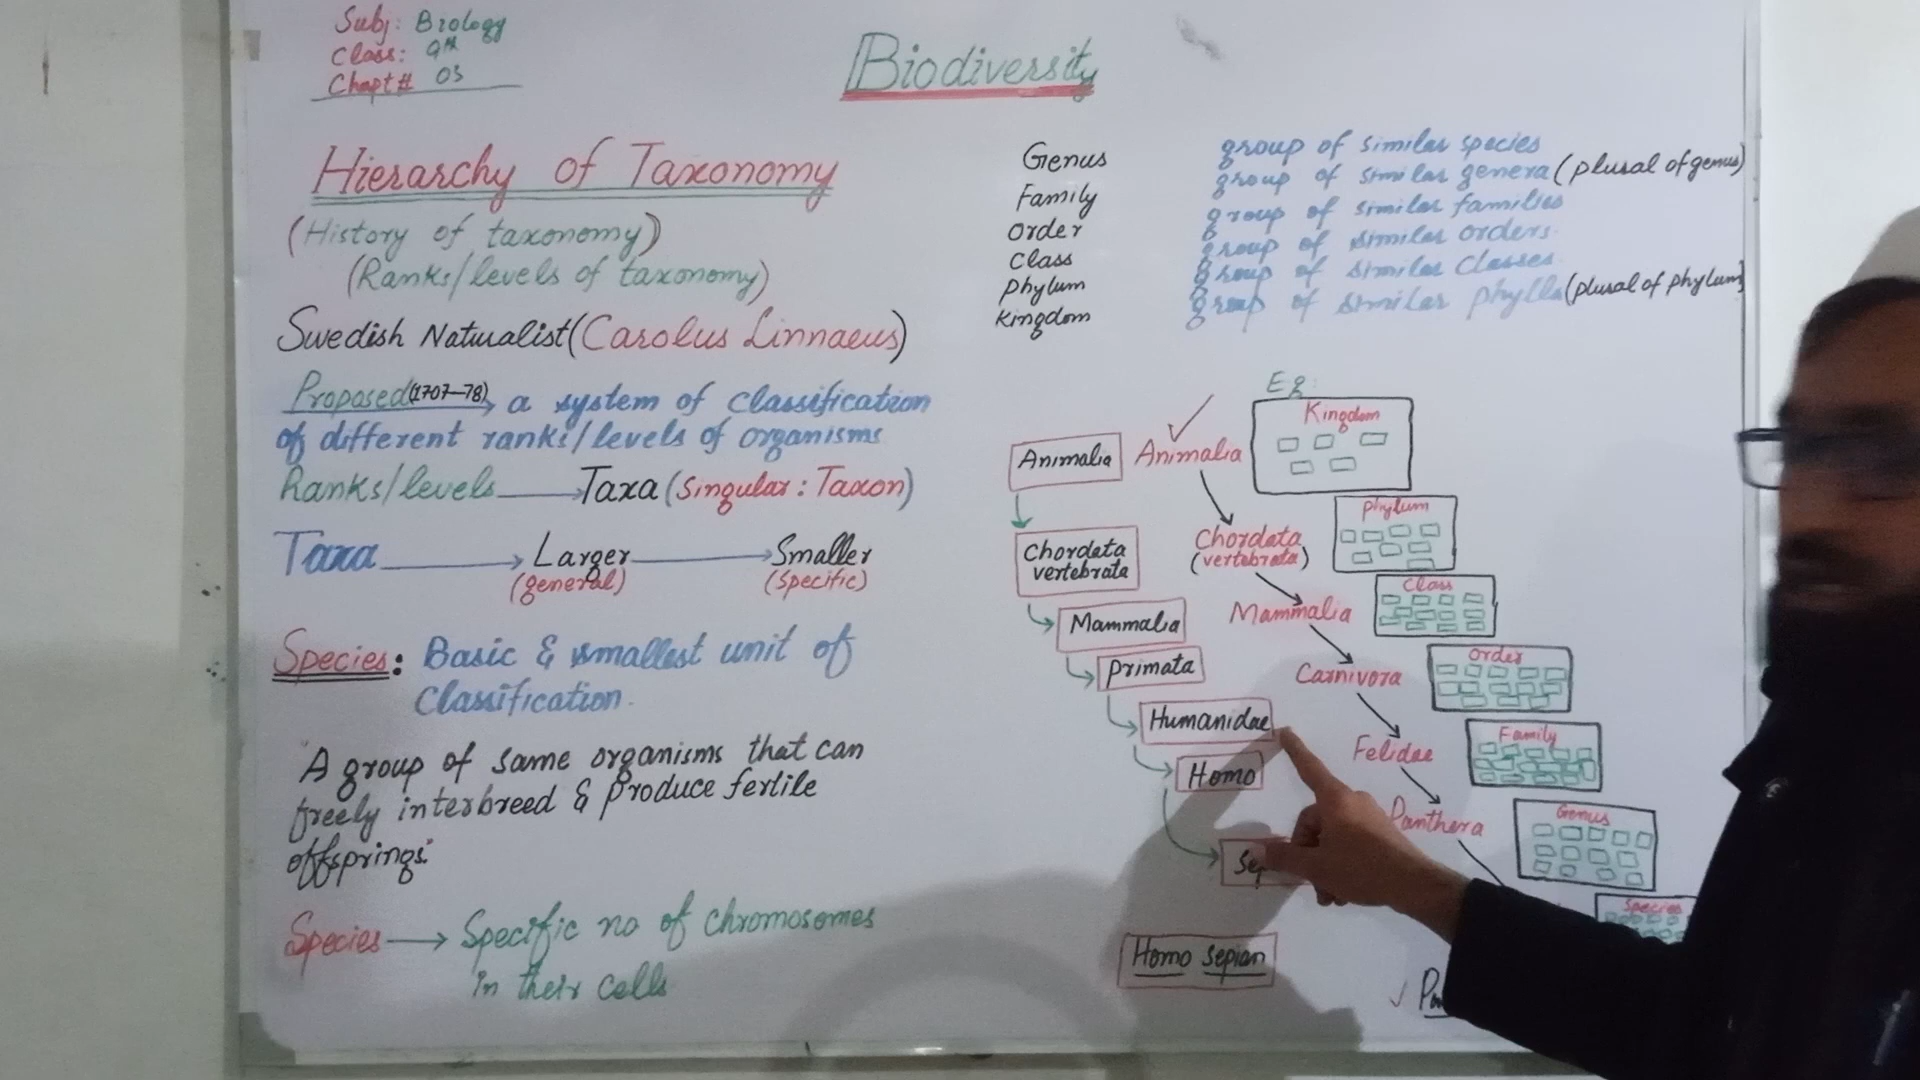 Subj: Biology
Class: 9th
Chapt# 03
Biodiversity
Hierarchy of Taxonomy
(History of taxonomy)
(Ranks/levels of taxonomy)
Swedish Naturalist (Carolus Linnaeus)
Proposed (1707-78) a system of classification
of different ranks/levels of organisms
Ranks/levels Taxa (Singular: Taxon)
Taxa Larger Smaller
(general) (specific)
Species: Basic & smallest unit of
Classification.
"A group of same organisms that can
freely interbreed & Produce fertile
offsprings."
Species Specific no of chromosomes
in their cells
Genus group of similar species
Family group of similar genera (plural of genus)
order group of similar families
Class group of similar orders
phylum group of similar Classes
Kingdom group of similar phylla (plural of phylum)
Eg:
Animalia
Chordata
vertebrata
Mammalia
Primata
Humanidae
Homo
Homo sepian
Animalia
Chordata
(vertebrata)
Mammalia
Carnivora
Felidae
Panthera
Kingdom
Phylum
Class
Order
Family
Genus
Species